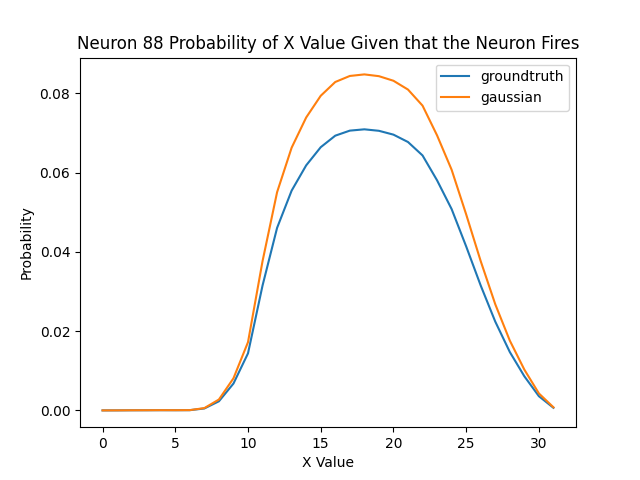 Neuron 88 Probability of X Value Given that the Neuron Fires
groundtruth
gaussian
Probability
0.08
0.06
0.04
0.02
0.00
0 5 10 15 20 25 30
X Value